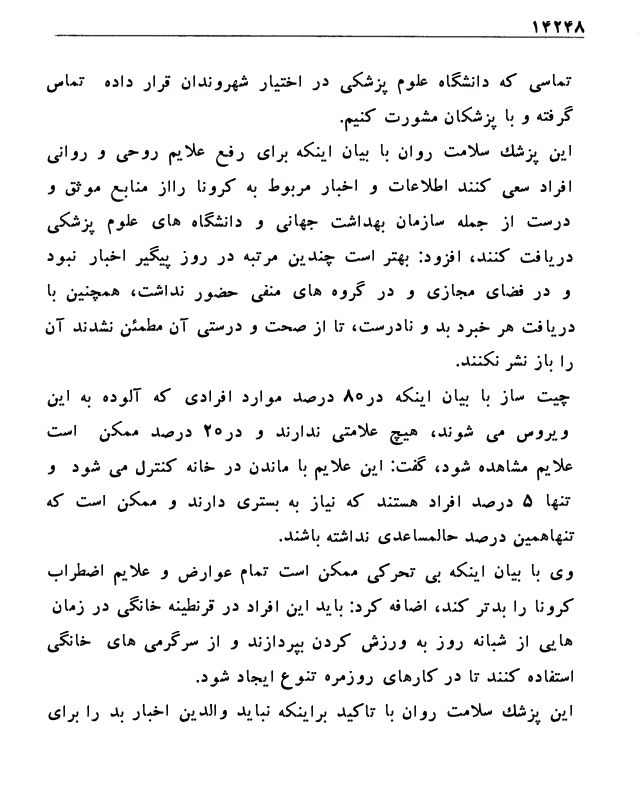 ۱۴۲۴۸
تماسی که دانشگاه علوم پزشکی در اختیار شهروندان قرار داده تماس
گرفته و با پزشکان مشورت کنیم.
این پزشك سلامت روان با بیان اینکه برای رفع علایم روحی و روانی
افراد سعی کنند اطلاعات و اخبار مربوط به کرونا رااز منابع موثق و
درست از جمله سازمان بهداشت جهانی و دانشگاه های علوم پزشکی
دریافت کنند، افزود: بهتر است چندین مرتبه در روز پیگیر اخبار نبود
و در فضای مجازی و در گروه های منفی حضور نداشت، همچنین با
دریافت هر خبرد بد و نادرست، تا از صحت و درستی آن مطمئن نشدند آن
را باز نشر نکنند.
چیت ساز با بیان اینکه در۸۰ درصد موارد افرادی که آلوده به این
ویروس می شوند، هیچ علامتی ندارند و در۲۰ درصد ممکن است
علایم مشاهده شود، گفت: این علایم با ماندن در خانه کنترل می شود و
تنها ۵ درصد افراد هستند که نیاز به بستری دارند و ممکن است که
تنهاهمین درصد حالمساعدی نداشته باشند.
وی با بیان اینکه بی تحرکی ممکن است تمام عوارض و علایم اضطراب
کرونا را بدتر کند، اضافه کرد: باید این افراد در قرنطینه خانگی در زمان
هایی از شبانه روز به ورزش کردن بپردازند و از سرگرمی های خانگی
استفاده کنند تا در کارهای روزمره تنوع ایجاد شود.
این پزشك سلامت روان با تاکید براینکه نباید والدین اخبار بد را برای